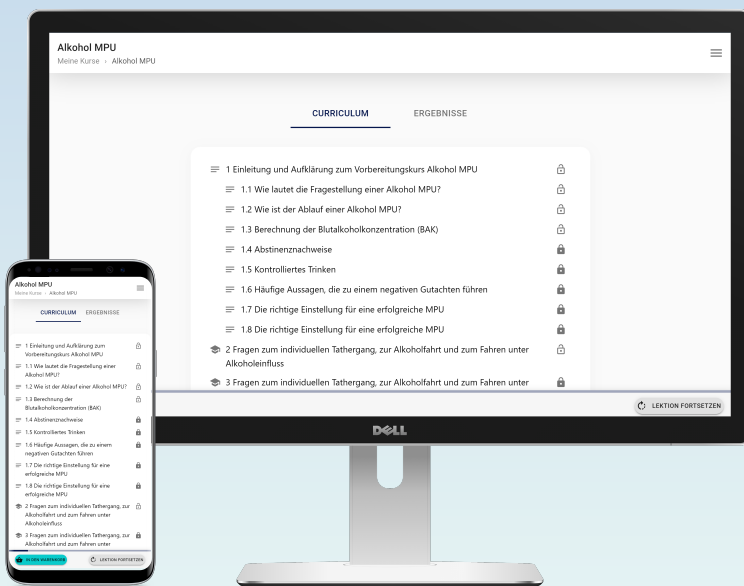 Alkohol MPU
Meine Kurse › Alkohol MPU
CURRICULUM
ERGEBNISSE
1 Einleitung und Aufklärung zum Vorbereitungskurs Alkohol MPU
1.1 Wie lautet die Fragestellung einer Alkohol MPU?
1.2 Wie ist der Ablauf einer Alkohol MPU?
1.3 Berechnung der Blutalkoholkonzentration (BAK)
1.4 Abstinenznachweise
1.5 Kontrolliertes Trinken
1.6 Häufige Aussagen, die zu einem negativen Gutachten führen
1.7 Die richtige Einstellung für eine erfolgreiche MPU
1.8 Die richtige Einstellung für eine erfolgreiche MPU
2 Fragen zum individuellen Tathergang, zur Alkoholfahrt und zum Fahren unter
Alkoholeinfluss
3 Fragen zum individuellen Tathergang, zur Alkoholfahrt und zum Fahren unter
LEKTION FORTSETZEN
DELL
Alkohol MPU
Meine Kurse › Alkohol MPU
CURRICULUM
ERGEBNISSE
1 Einleitung und Aufklärung zum
Vorbereitungskurs Alkohol MPU
1.1 Wie lautet die Fragestellung einer
Alkohol MPU?
1.2 Wie ist der Ablauf einer Alkohol MPU?
1.3 Berechnung der
Blutalkoholkonzentration (BAK)
1.4 Abstinenznachweise
1.5 Kontrolliertes Trinken
1.6 Häufige Aussagen, die zu einem
negativen Gutachten führen
1.7 Die richtige Einstellung für eine
erfolgreiche MPU
1.8 Die richtige Einstellung für eine
erfolgreiche MPU
2 Fragen zum individuellen Tathergang, zur
Alkoholfahrt und zum Fahren unter
Alkoholeinfluss
3 Fragen zum individuellen Tathergang, zur
Alkoholfahrt und zum Fahren unter
IN DEN WARENKORB
LEKTION FORTSETZEN